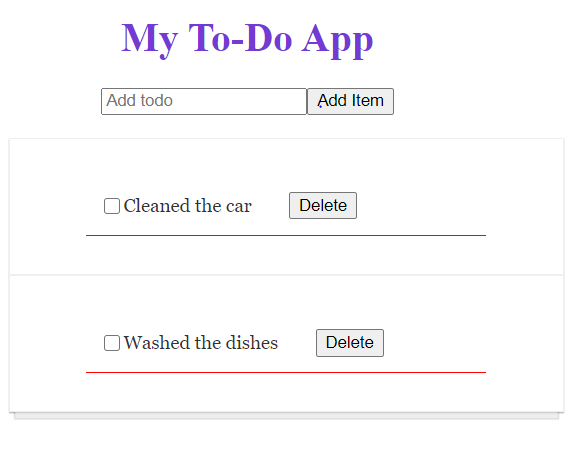 My To-Do App
Add todo Add Item
Cleaned the car Delete
Washed the dishes Delete